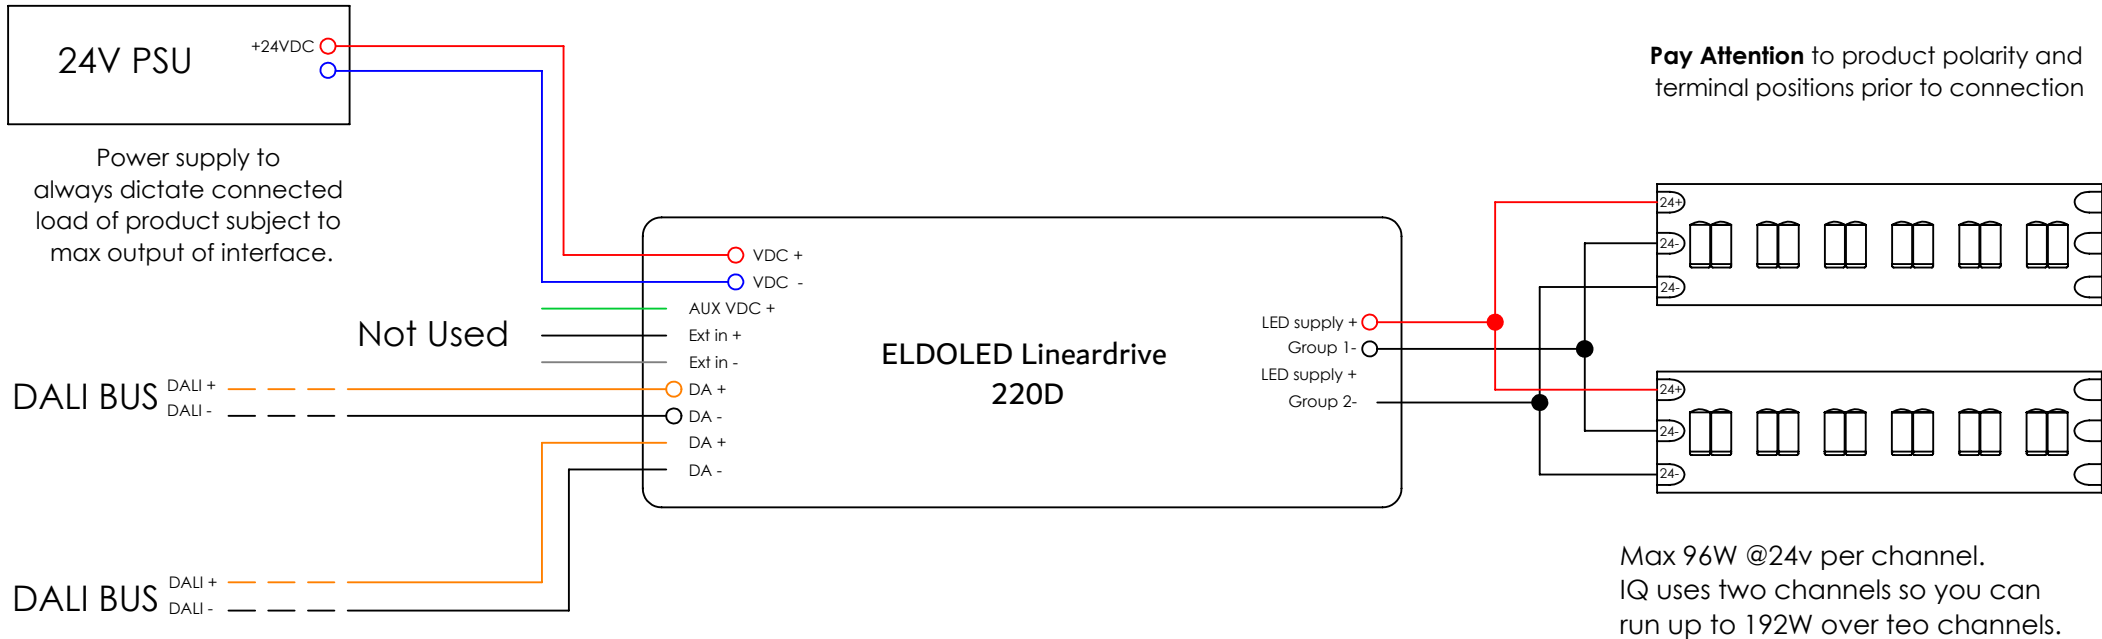 24V PSU
+24VDC
Power supply to
always dictate connected
load of product subject to
max output of interface.
Pay Attention to product polarity and
terminal positions prior to connection
VDC +
VDC -
AUX VDC +
Not Used
Ext in +
Ext in -
DALI BUS
DALI +
DALI -
DA +
DA -
DA +
DA -
DALI BUS
DALI +
DALI -
ELDOLED Lineardrive
220D
LED supply +
Group 1-
LED supply +
Group 2-
24+
24-
24-
24+
24-
24-
Max 96W @24v per channel.
IQ uses two channels so you can
run up to 192W over teo channels.